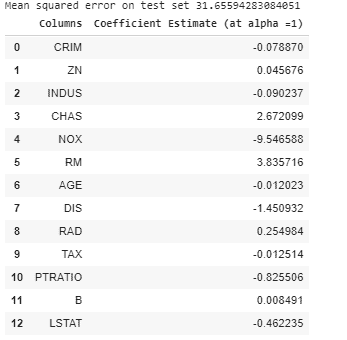 Mean squared error on test set 31.65594283084051
Columns Coefficient Estimate (at alpha =1)
0 CRIM -0.078870
1 ZN 0.045676
2 INDUS -0.090237
3 CHAS 2.672099
4 NOX -9.546588
5 RM 3.835716
6 AGE -0.012023
7 DIS -1.450932
8 RAD 0.254984
9 TAX -0.012514
10 PTRATIO -0.825506
11 B 0.008491
12 LSTAT -0.462235